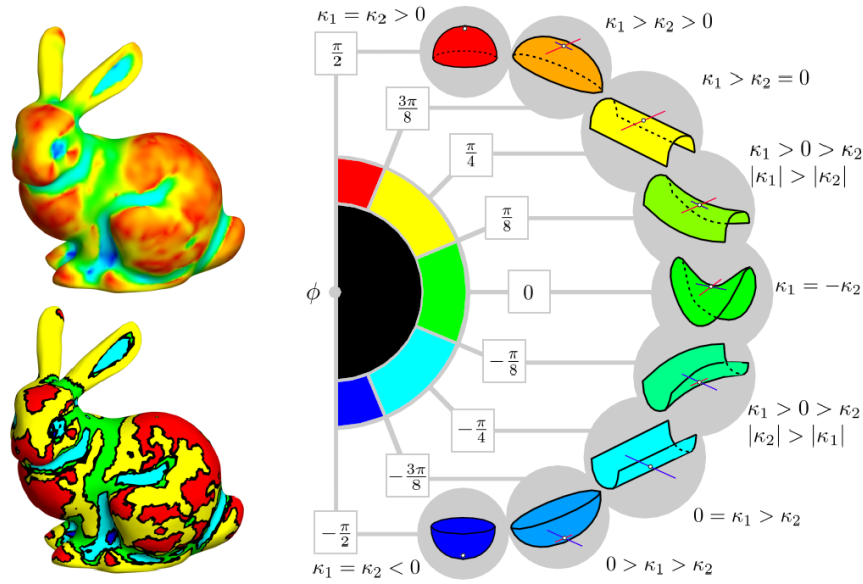 κ₁ = κ₂ > 0
κ₁ > κ₂ > 0
π/2
κ₁ > κ₂ = 0
3π/8
π/4
κ₁ > 0 > κ₂
|κ₁| > |κ₂|
π/8
ϕ
0
κ₁ = −κ₂
−π/8
κ₁ > 0 > κ₂
|κ₂| > |κ₁|
−π/4
−3π/8
0 = κ₁ > κ₂
−π/2
κ₁ = κ₂ < 0
0 > κ₁ > κ₂